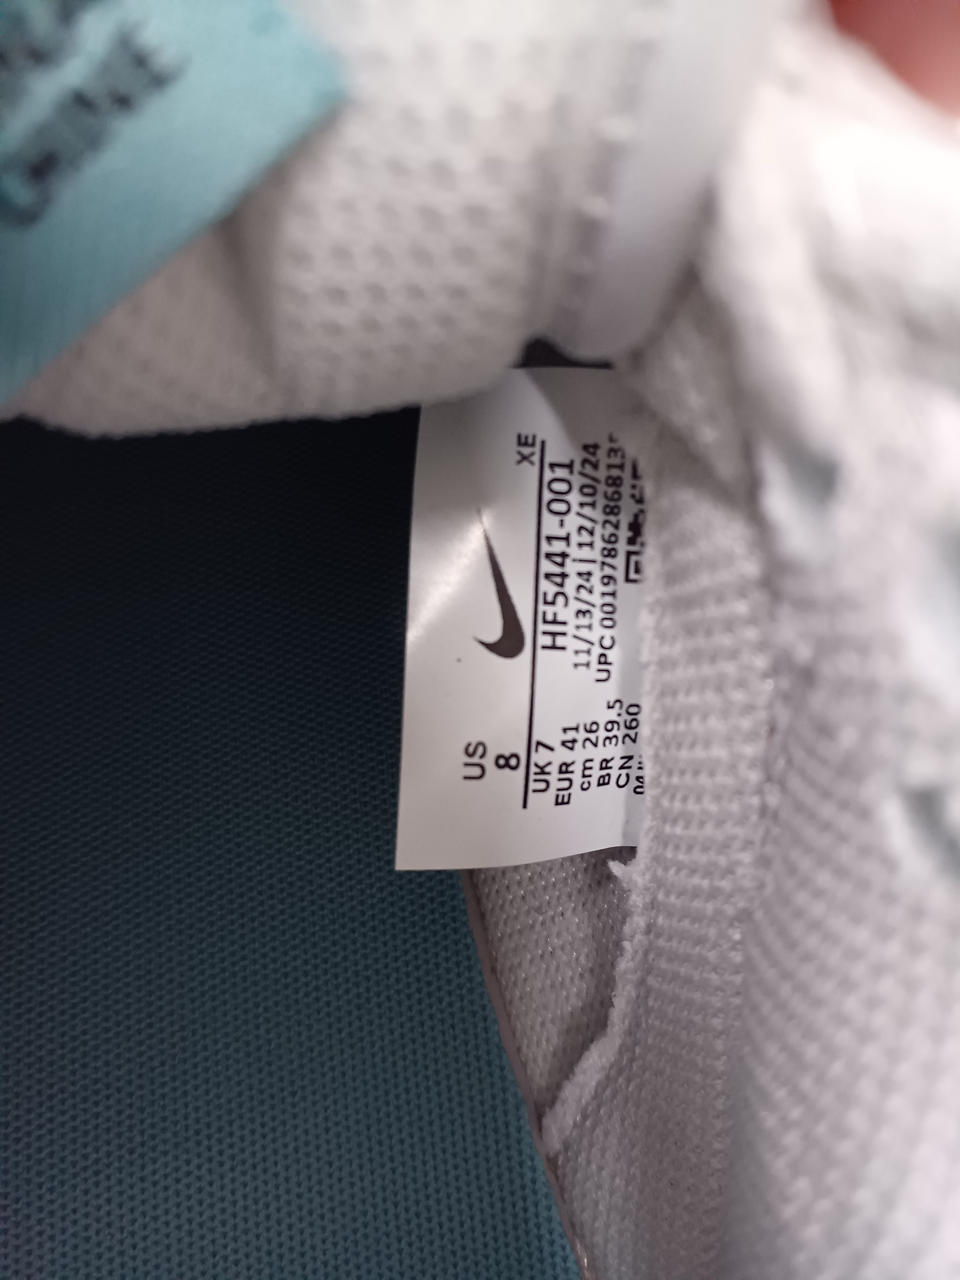 US
8
XE
UK 7
EUR 41
cm 26
BR 39.5
CN 260
HF5441-001
11/13/24 | 12/10/24
UPC